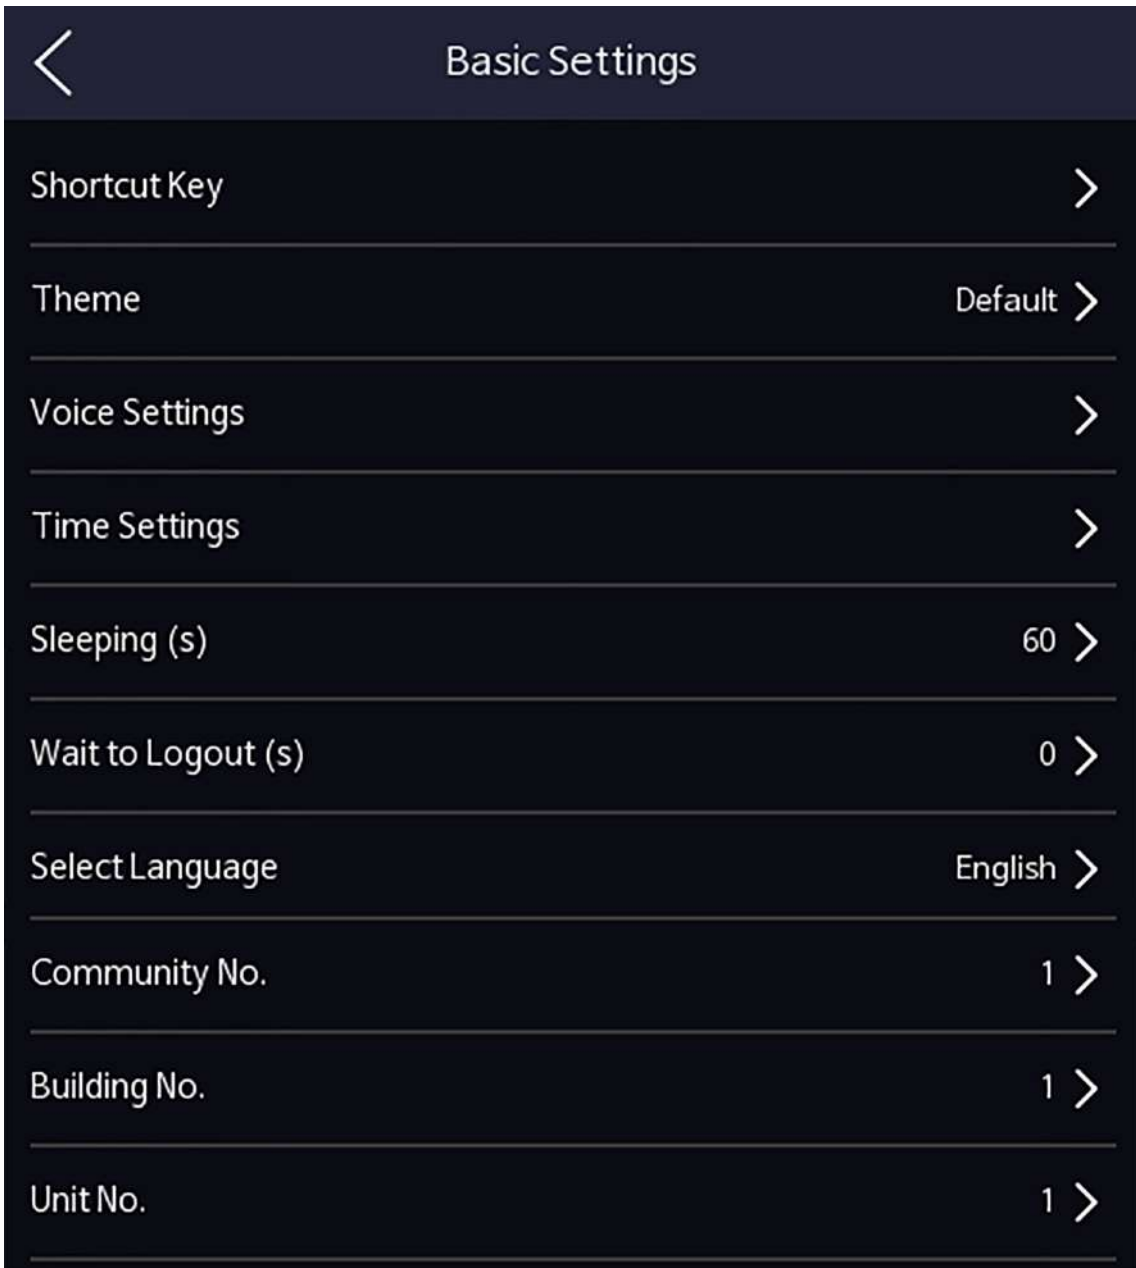 Basic Settings
Shortcut Key
Theme Default
Voice Settings
Time Settings
Sleeping (s) 60
Wait to Logout (s) 0
Select Language English
Community No. 1
Building No. 1
Unit No. 1